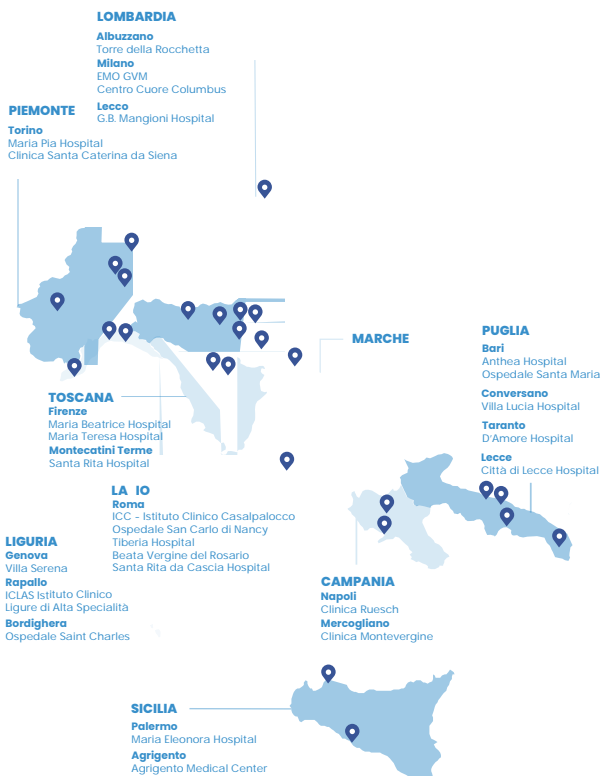 LOMBARDIA
Albuzzano
Torre della Rocchetta
Milano
EMO GVM
Centro Cuore Columbus
Lecco
G.B. Mangioni Hospital
PIEMONTE
Torino
Maria Pia Hospital
Clinica Santa Caterina da Siena
MARCHE
PUGLIA
Bari
Anthea Hospital
Ospedale Santa Maria
Conversano
Villa Lucia Hospital
Taranto
D'Amore Hospital
Lecce
Città di Lecce Hospital
TOSCANA
Firenze
Maria Beatrice Hospital
Maria Teresa Hospital
Montecatini Terme
Santa Rita Hospital
LA IO
Roma
ICC - Istituto Clinico Casalpalocco
Ospedale San Carlo di Nancy
Tiberia Hospital
Beata Vergine del Rosario
Santa Rita da Cascia Hospital
LIGURIA
Genova
Villa Serena
Rapallo
ICLAS Istituto Clinico
Ligure di Alta Specialità
Bordighera
Ospedale Saint Charles
CAMPANIA
Napoli
Clinica Ruesch
Mercogliano
Clinica Montevergine
SICILIA
Palermo
Maria Eleonora Hospital
Agrigento
Agrigento Medical Center